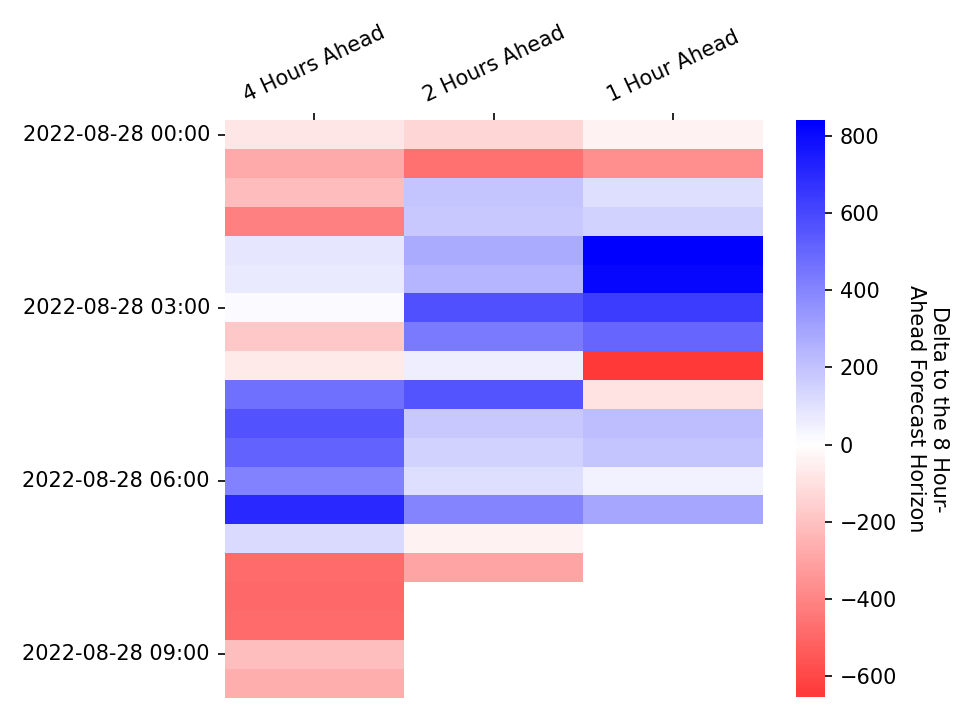 4 Hours Ahead
2 Hours Ahead
1 Hour Ahead
2022-08-28 00:00
2022-08-28 03:00
2022-08-28 06:00
2022-08-28 09:00
800
600
400
200
0
−200
−400
−600
Delta to the 8 Hour-
Ahead Forecast Horizon